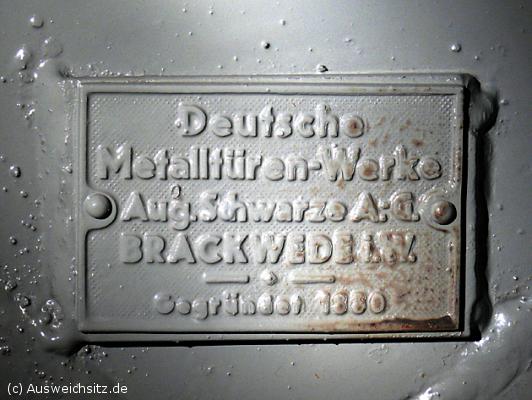 Deutsche
Metalltüren-Werke
Aug. Schwarze A.-G.
BRACKWEDE i.W.
Gegründet 1880
(c) Ausweichsitz.de